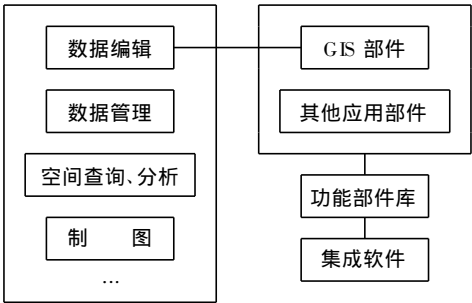 数据编辑
数据管理
空间查询、分析
制 图
...
GIS 部件
其他应用部件
功能部件库
集成软件